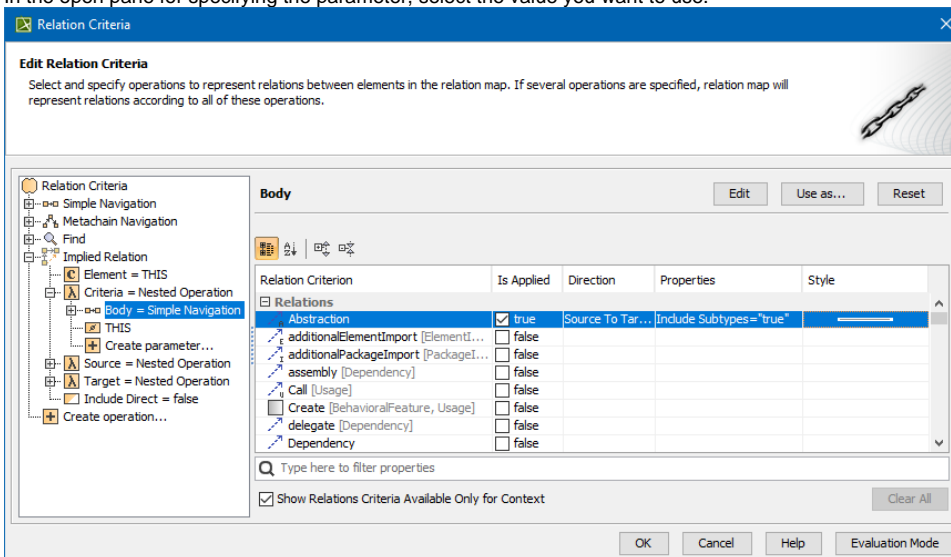 In the open pane for specifying the parameter, select the value you want to use.
Relation Criteria
Edit Relation Criteria
Select and specify operations to represent relations between elements in the relation map. If several operations are specified, relation map will
represent relations according to all of these operations.
Relation Criteria
Simple Navigation
Metachain Navigation
Find
Implied Relation
Element = THIS
Criteria = Nested Operation
Body = Simple Navigation
THIS
Create parameter...
Source = Nested Operation
Target = Nested Operation
Include Direct = false
Create operation...
Body
Edit
Use as...
Reset
Relation Criterion Is Applied Direction Properties Style
Relations
Abstraction true Source To Tar... Include Subtypes="true"
additionalElementImport [ElementI... false
additionalPackageImport [PackageI... false
assembly [Dependency] false
Call [Usage] false
Create [BehavioralFeature, Usage] false
delegate [Dependency] false
Dependency false
Type here to filter properties
Show Relations Criteria Available Only for Context
Clear All
OK
Cancel
Help
Evaluation Mode